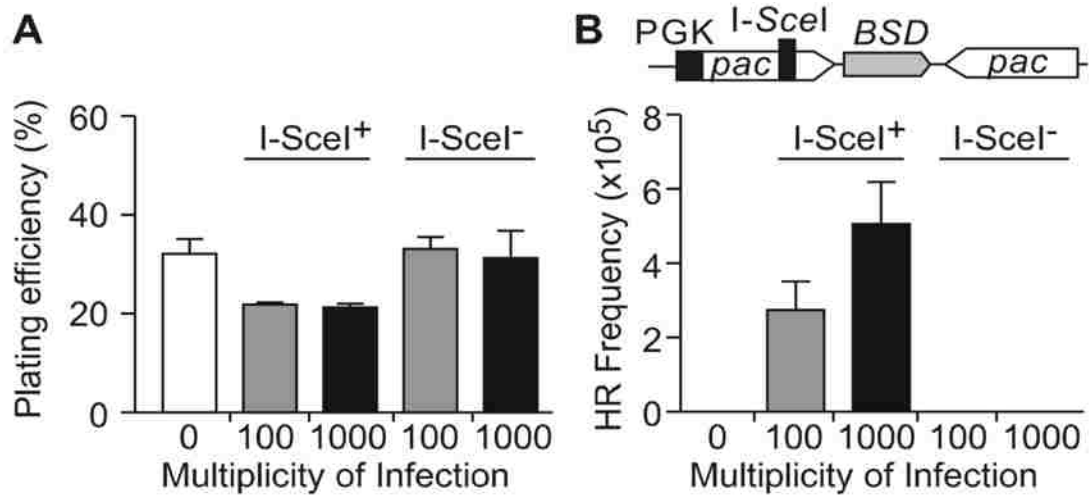 A
Plating efficiency (%)
60
40
20
0
I-SceI+
I-SceI-
0 100 1000 100 1000
Multiplicity of Infection
B
PGK I-SceI BSD
pac pac
HR Frequency (x10⁵)
8
6
4
2
0
I-SceI+
I-SceI-
0 100 1000 100 1000
Multiplicity of Infection